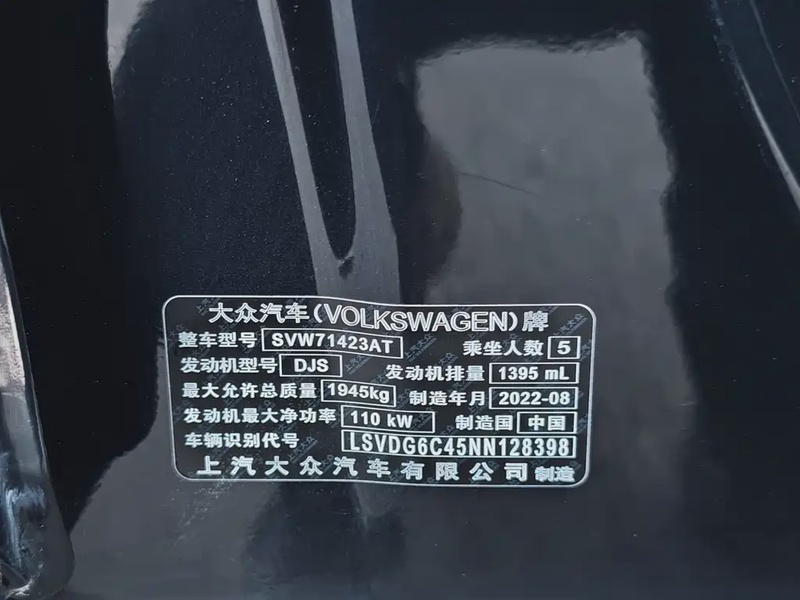 大众汽车(VOLKSWAGEN)牌
整车型号 SVW71423AT 乘坐人数 5
发动机型号 DJS 发动机排量 1395 mL
最大允许总质量 1945kg 制造年月 2022-08
发动机最大净功率 110 kW 制造国 中国
车辆识别代号 LSVDG6C45NN128398
上汽大众汽车有限公司 制造